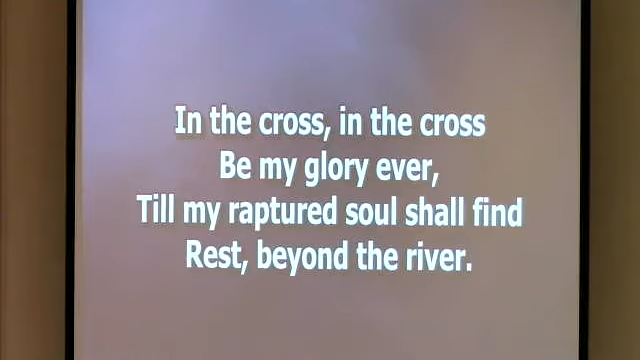 In the cross, in the cross
Be my glory ever,
Till my raptured soul shall find
Rest, beyond the river.